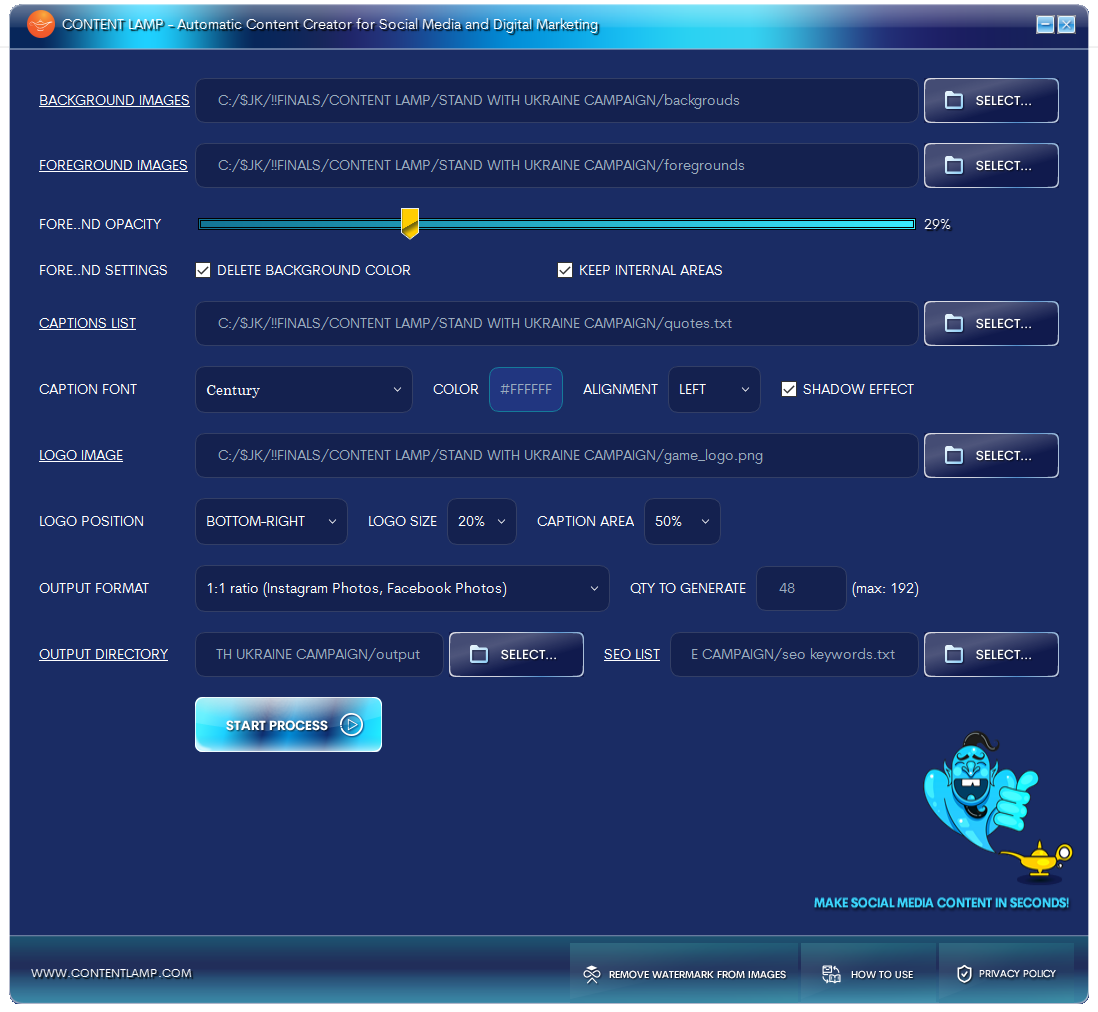 CONTENT LAMP - Automatic Content Creator for Social Media and Digital Marketing
BACKGROUND IMAGES C:/$JK/!!FINALS/CONTENT LAMP/STAND WITH UKRAINE CAMPAIGN/backgrouds SELECT...
FOREGROUND IMAGES C:/$JK/!!FINALS/CONTENT LAMP/STAND WITH UKRAINE CAMPAIGN/foregrounds SELECT...
FORE..ND OPACITY 29%
FORE..ND SETTINGS DELETE BACKGROUND COLOR KEEP INTERNAL AREAS
CAPTIONS LIST C:/$JK/!!FINALS/CONTENT LAMP/STAND WITH UKRAINE CAMPAIGN/quotes.txt SELECT...
CAPTION FONT Century COLOR #FFFFFF ALIGNMENT LEFT SHADOW EFFECT
LOGO IMAGE C:/$JK/!!FINALS/CONTENT LAMP/STAND WITH UKRAINE CAMPAIGN/game_logo.png SELECT...
LOGO POSITION BOTTOM-RIGHT LOGO SIZE 20% CAPTION AREA 50%
OUTPUT FORMAT 1:1 ratio (Instagram Photos, Facebook Photos) QTY TO GENERATE 48 (max: 192)
OUTPUT DIRECTORY TH UKRAINE CAMPAIGN/output SELECT... SEO LIST E CAMPAIGN/seo keywords.txt SELECT...
START PROCESS
MAKE SOCIAL MEDIA CONTENT IN SECONDS!
WWW.CONTENTLAMP.COM REMOVE WATERMARK FROM IMAGES HOW TO USE PRIVACY POLICY